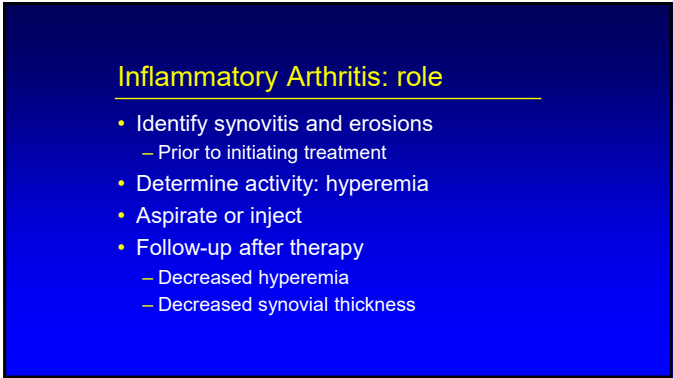 Inflammatory Arthritis: role
• Identify synovitis and erosions
– Prior to initiating treatment
• Determine activity: hyperemia
• Aspirate or inject
• Follow-up after therapy
– Decreased hyperemia
– Decreased synovial thickness